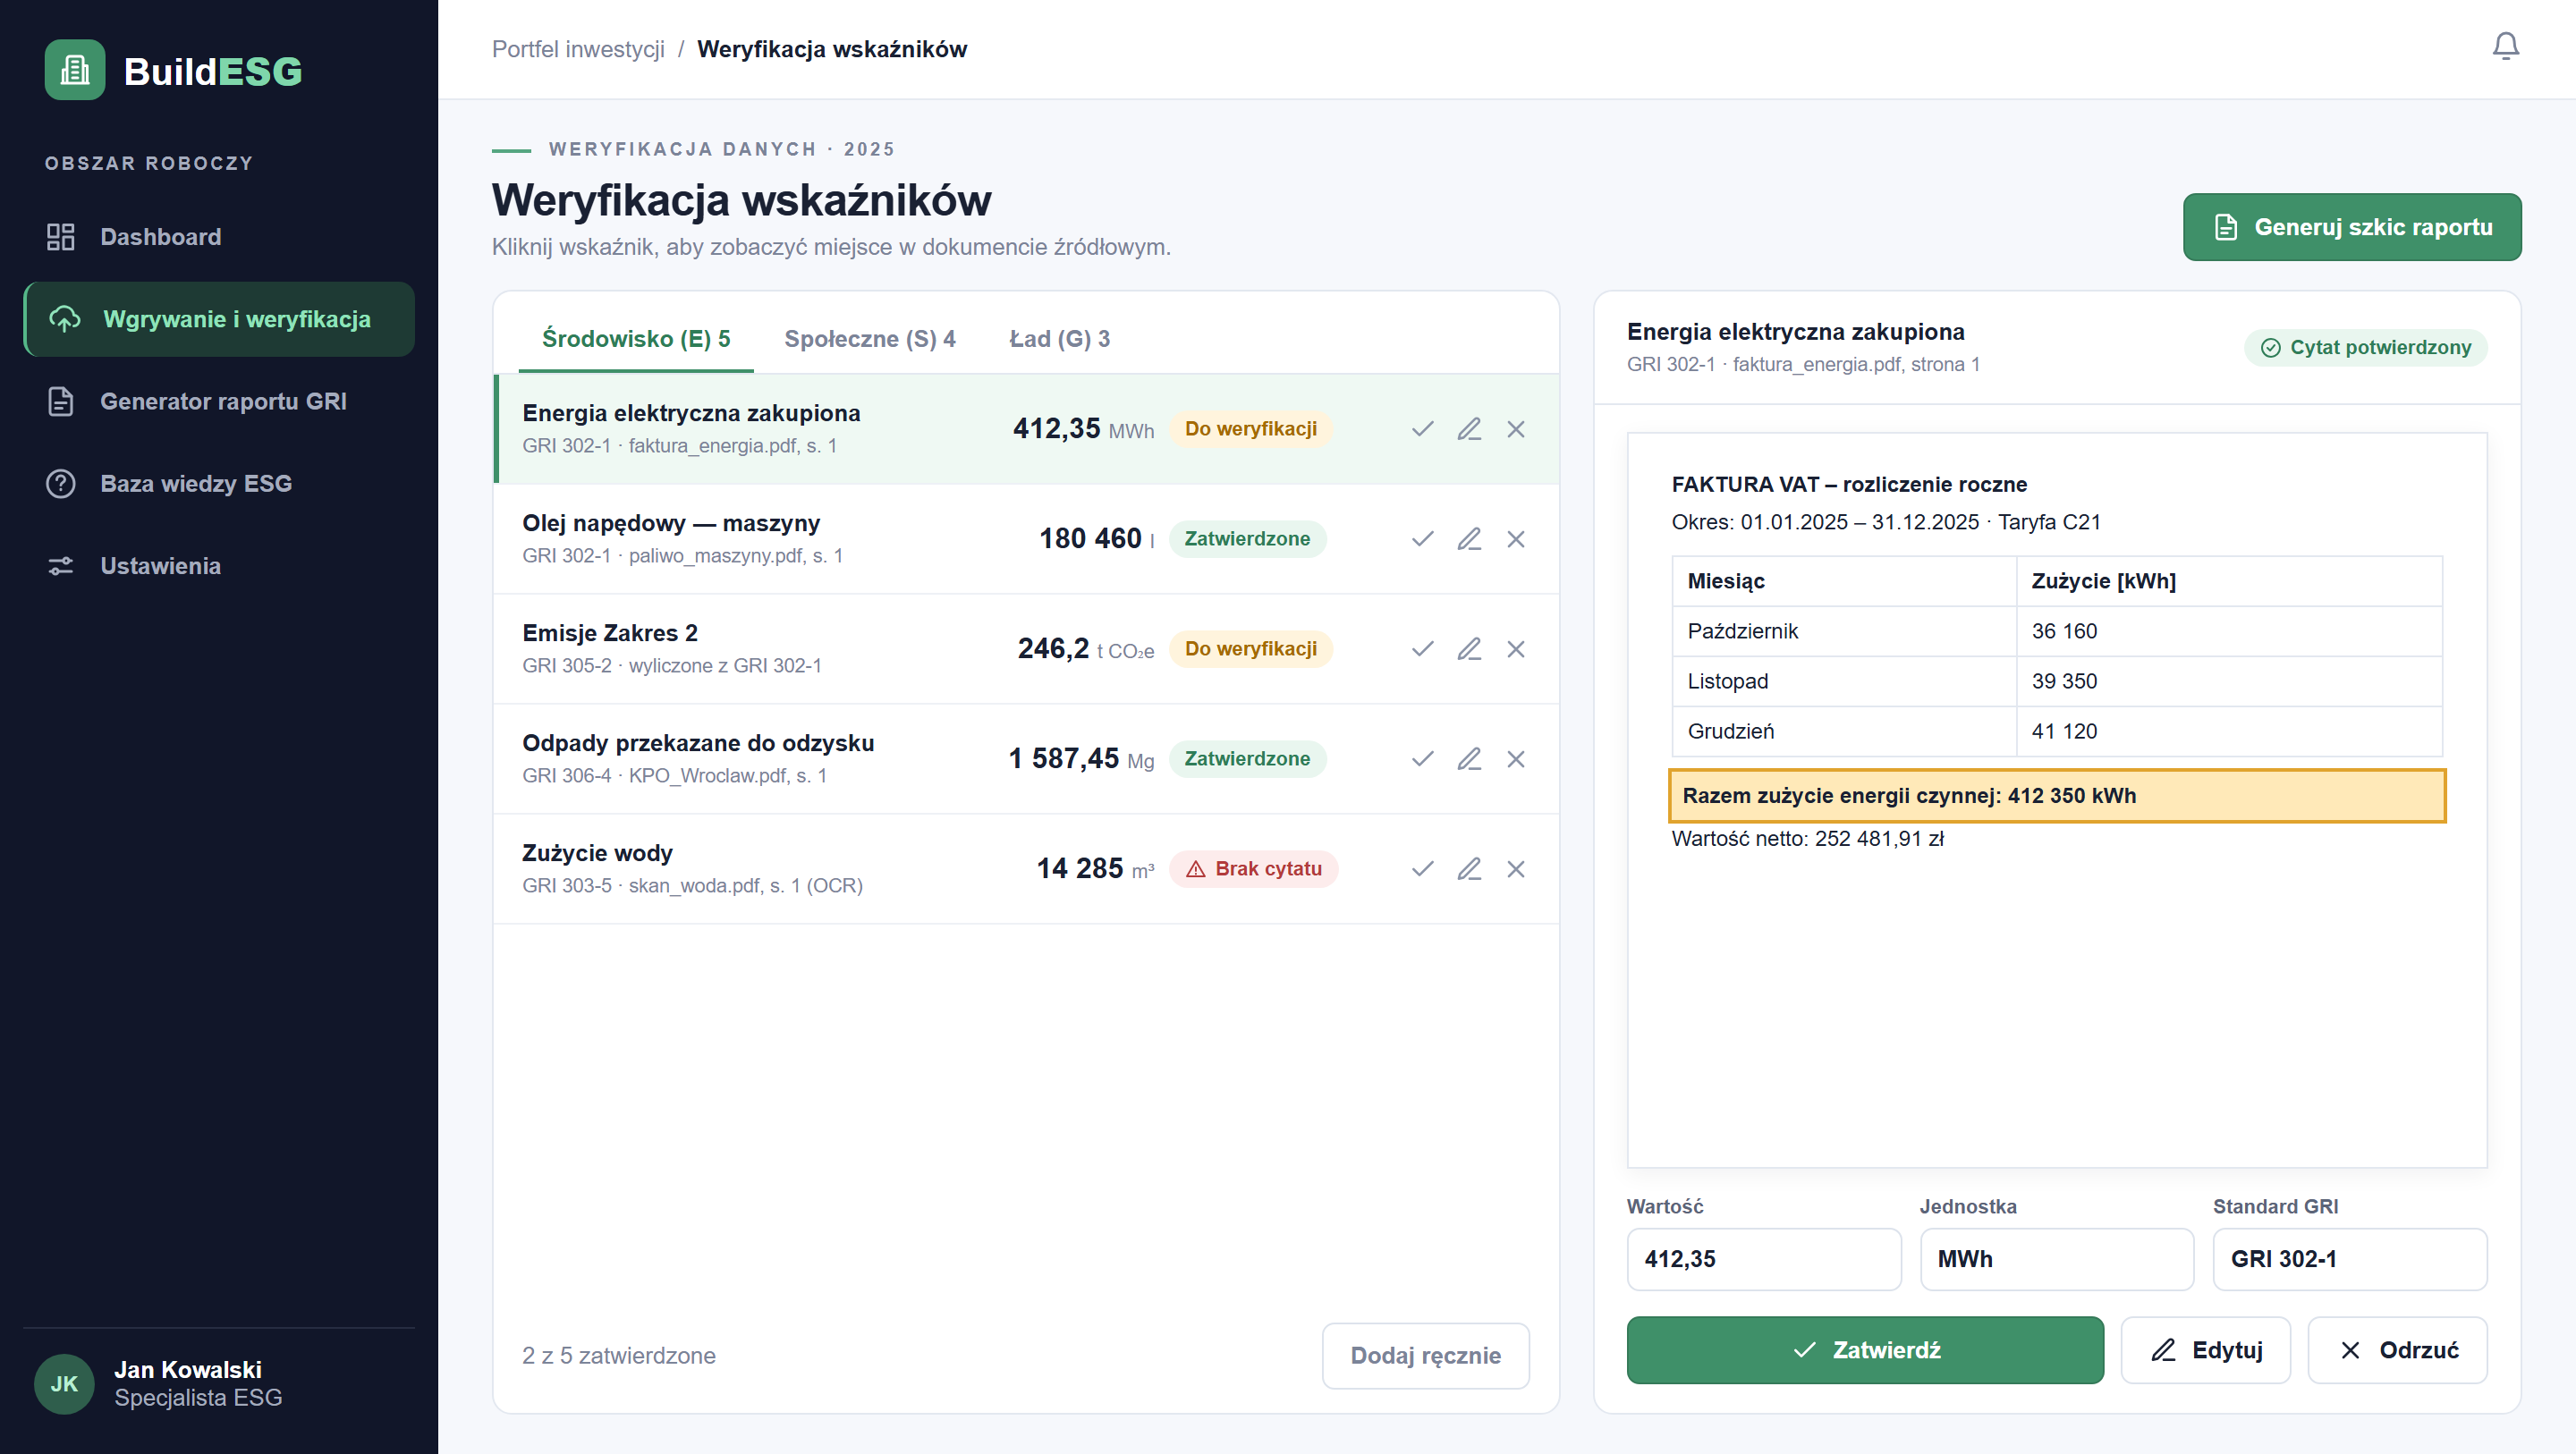 BuildESG
OBSZAR ROBOCZY
Dashboard
Wgrywanie i weryfikacja
Generator raportu GRI
Baza wiedzy ESG
Ustawienia
JK
Jan Kowalski
Specjalista ESG
Portfel inwestycji / Weryfikacja wskaźników
WERYFIKACJA DANYCH · 2025
Weryfikacja wskaźników
Kliknij wskaźnik, aby zobaczyć miejsce w dokumencie źródłowym.
Generuj szkic raportu
Środowisko (E) 5 Społeczne (S) 4 Ład (G) 3
Energia elektryczna zakupiona
GRI 302-1 · faktura_energia.pdf, s. 1
412,35 MWh Do weryfikacji
Olej napędowy — maszyny
GRI 302-1 · paliwo_maszyny.pdf, s. 1
180 460 l Zatwierdzone
Emisje Zakres 2
GRI 305-2 · wyliczone z GRI 302-1
246,2 t CO₂e Do weryfikacji
Odpady przekazane do odzysku
GRI 306-4 · KPO_Wroclaw.pdf, s. 1
1 587,45 Mg Zatwierdzone
Zużycie wody
GRI 303-5 · skan_woda.pdf, s. 1 (OCR)
14 285 m³ Brak cytatu
2 z 5 zatwierdzone
Dodaj ręcznie
Energia elektryczna zakupiona
GRI 302-1 · faktura_energia.pdf, strona 1
Cytat potwierdzony
FAKTURA VAT – rozliczenie roczne
Okres: 01.01.2025 – 31.12.2025 · Taryfa C21
Miesiąc Zużycie [kWh]
Październik 36 160
Listopad 39 350
Grudzień 41 120
Razem zużycie energii czynnej: 412 350 kWh
Wartość netto: 252 481,91 zł
Wartość Jednostka Standard GRI
412,35 MWh GRI 302-1
Zatwierdź Edytuj Odrzuć